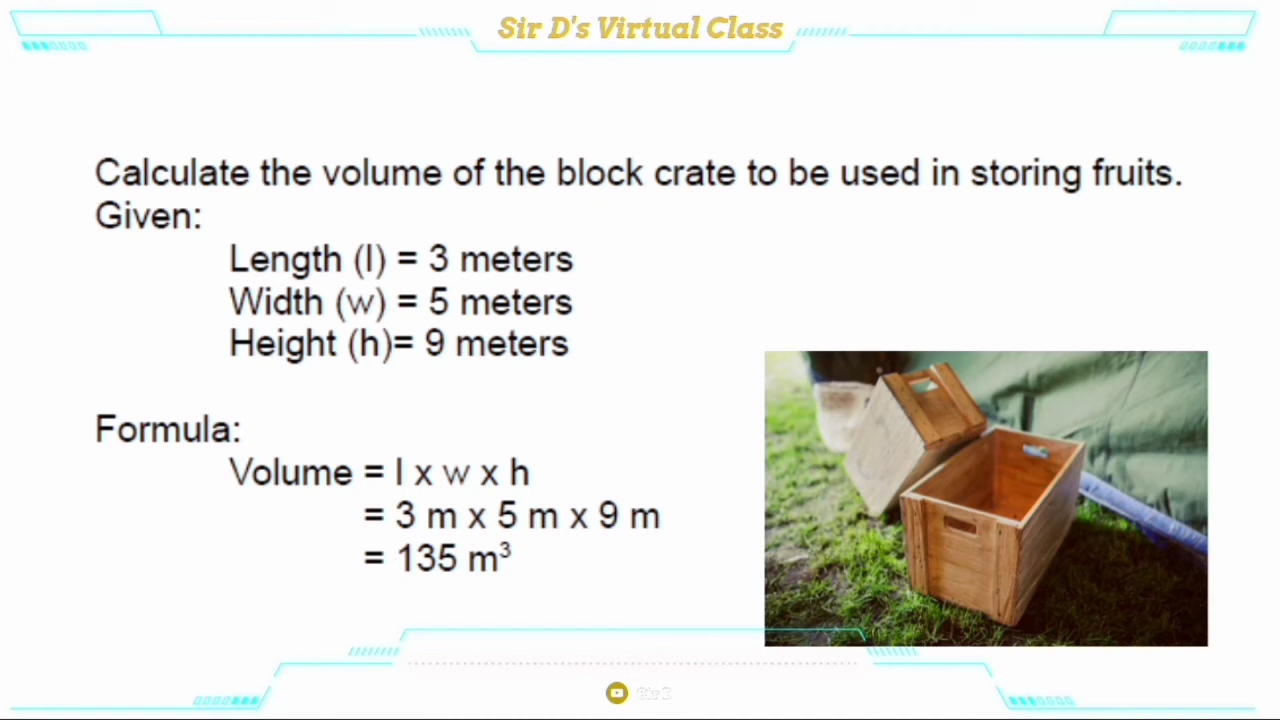 Sir D's Virtual Class
Calculate the volume of the block crate to be used in storing fruits.
Given:
Length (l) = 3 meters
Width (w) = 5 meters
Height (h)= 9 meters
Formula:
Volume = l x w x h
= 3 m x 5 m x 9 m
= 135 m³